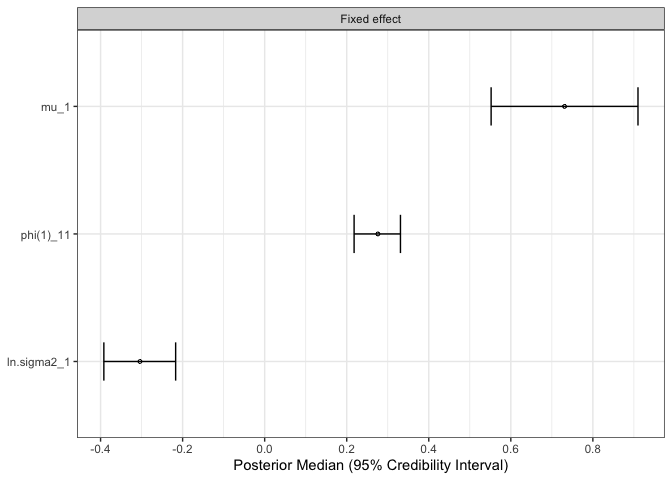 Fixed effect
mu_1
phi(1)_11
ln.sigma2_1
-0.4 -0.2 0.0 0.2 0.4 0.6 0.8
Posterior Median (95% Credibility Interval)